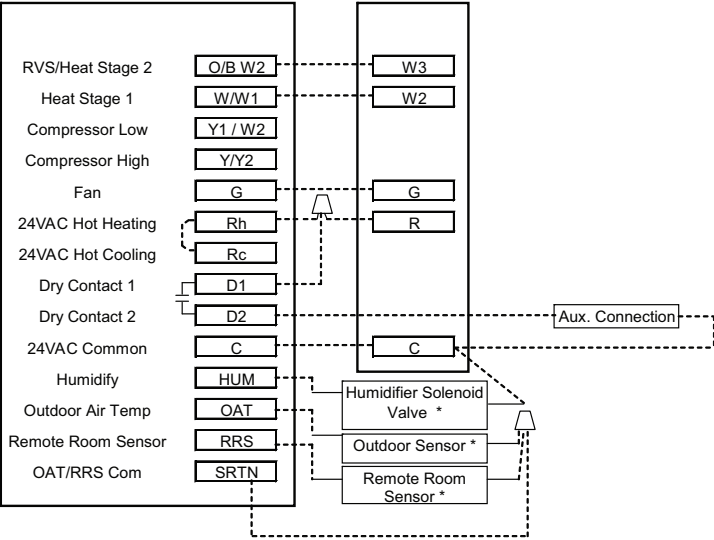 RVS/Heat Stage 2 O/B W2 W3
Heat Stage 1 W/W1 W2
Compressor Low Y1 / W2
Compressor High Y/Y2
Fan G G
24VAC Hot Heating Rh R
24VAC Hot Cooling Rc
Dry Contact 1 D1
Dry Contact 2 D2 Aux. Connection
24VAC Common C C
Humidify HUM
Humidifier Solenoid
Valve *
Outdoor Air Temp OAT
Remote Room Sensor RRS Outdoor Sensor *
OAT/RRS Com SRTN Remote Room
Sensor *